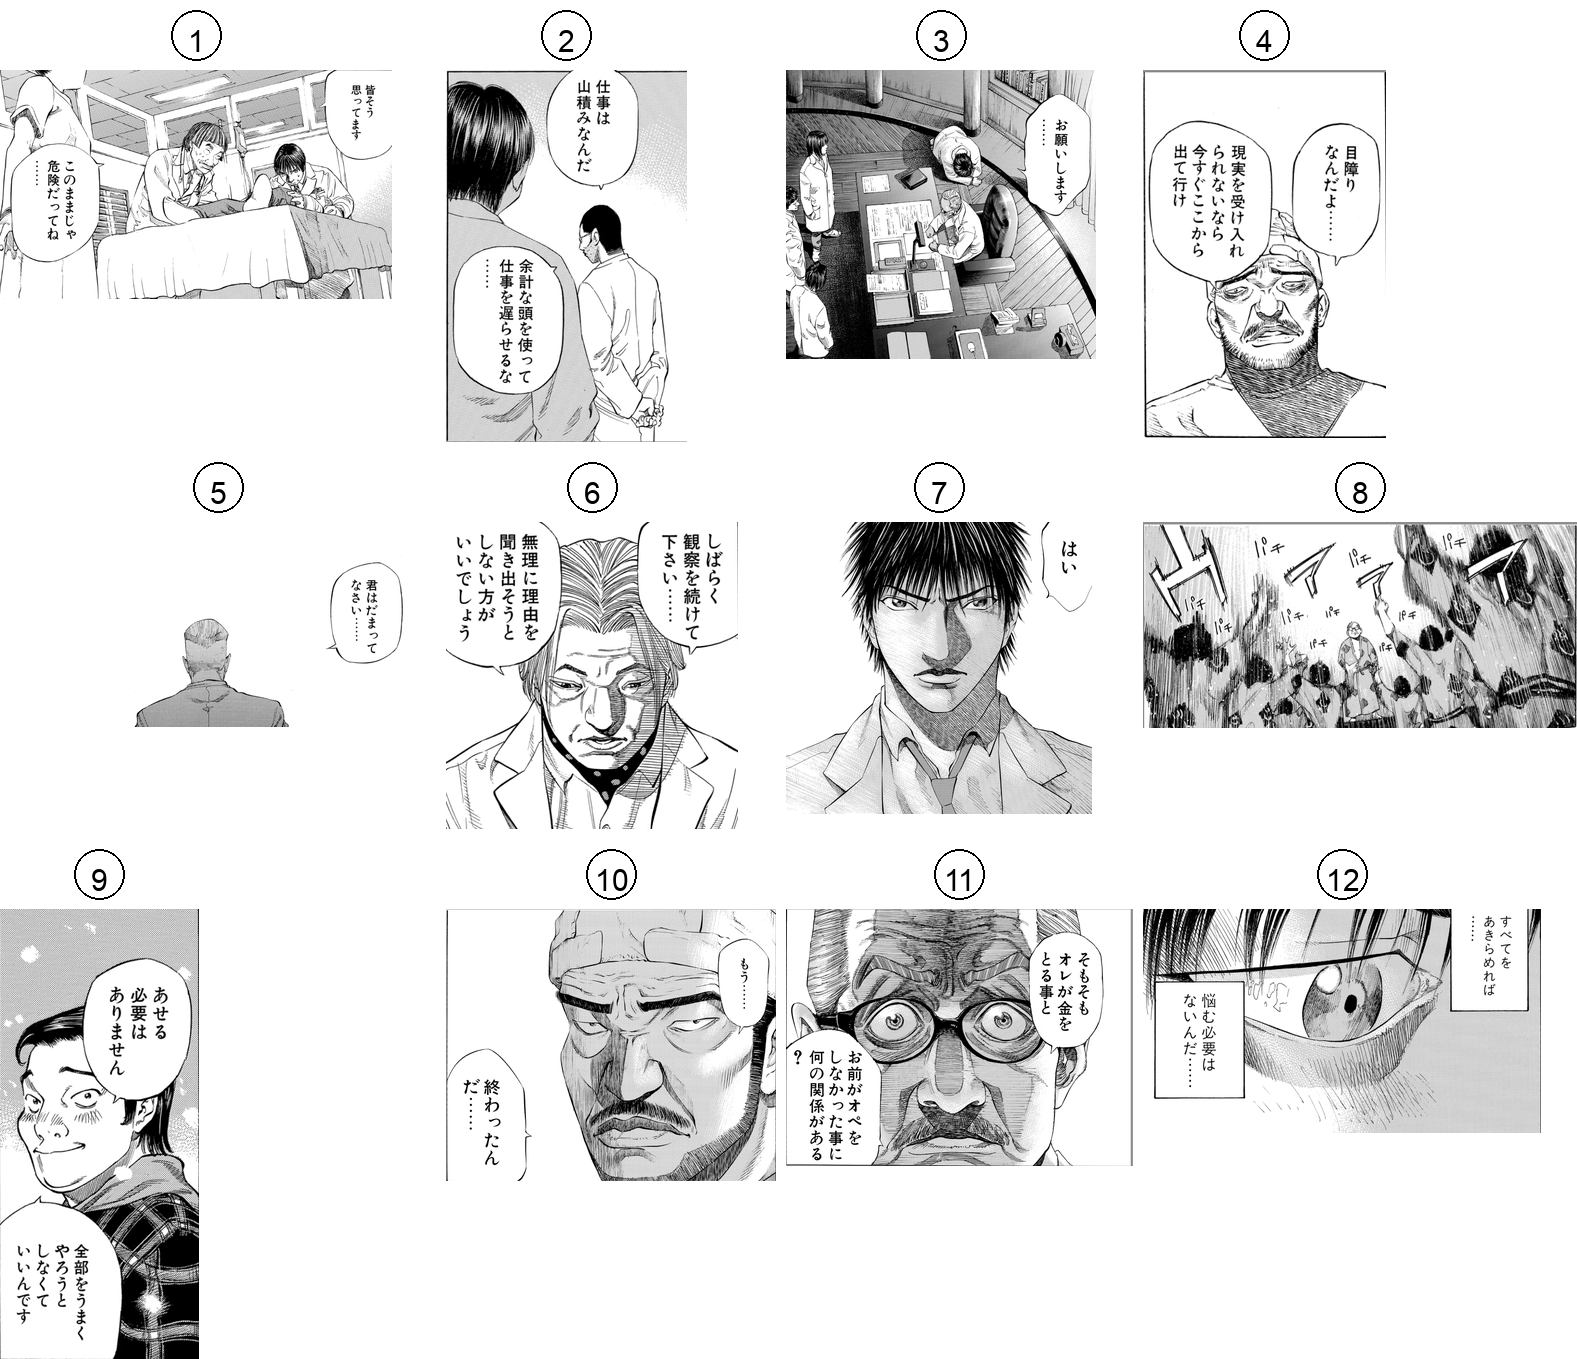 1
皆そう
思ってます
このままじゃ
危険だってね
……
2
仕事は
山積みなんだ
余計な頭を使って
仕事を遅らせるな
……
3
お願いします
……
4
目障り
なんだよ……
現実を受け入れ
られないなら
今すぐここから
出て行け
5
君はだまって
なさい……
6
しばらく
観察を続けて
下さい……
無理に理由を
聞き出そうと
しない方が
いいでしょう
7
はい
8
パチ
パチ
パチ
パチ
パチ
パチ
パチ
パチ
パチ
9
あせる
必要は
ありません
全部をうまく
やろうと
しなくて
いいんです
10
もう……
終わったん
だ……
11
そもそも
オレが金を
とる事と
お前がオペを
しなかった事に
何の関係がある
?
12
すべてを
あきらめれば
……
悩む必要は
ないんだ……